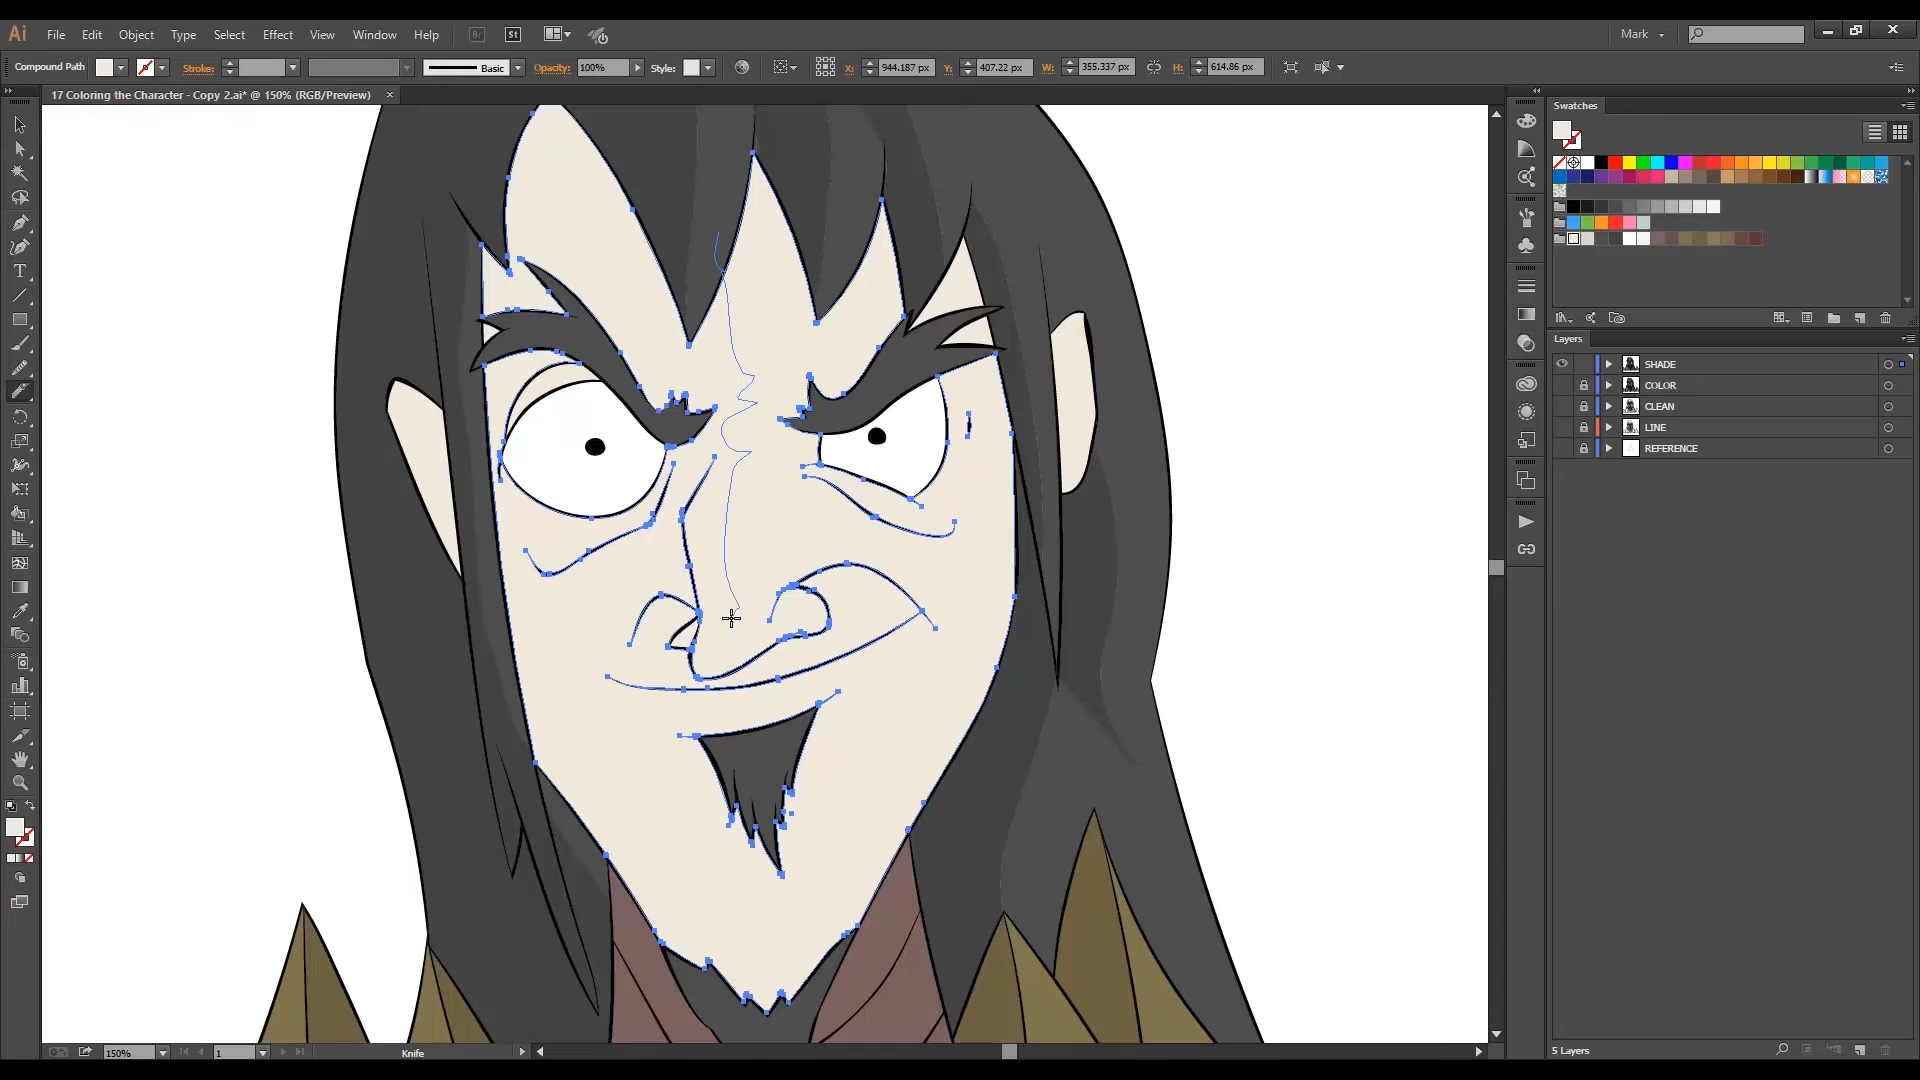 Ai File Edit Object Type Select Effect View Window Help Br St Mark
Compound Path Stroke: Basic Opacity: 100% Style: X: 944.187 px Y: 407.22 px W: 355.337 px H: 614.86 px
17 Coloring the Character - Copy 2.ai* @ 150% (RGB/Preview) ×
Swatches
Layers
SHADE
COLOR
CLEAN
LINE
REFERENCE
5 Layers
150% 1 Knife